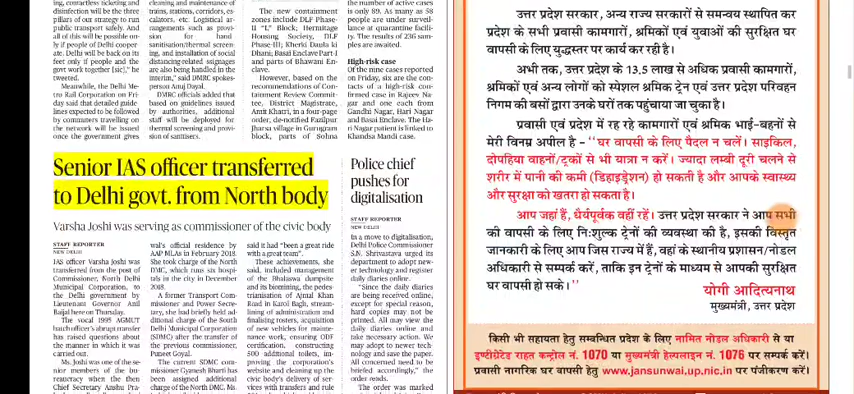 ing, contractless ticketing and
disinfection will be the three
pillars of our strategy to run
public transport safely. And
all of this will be possible on-
ly if people of Delhi cooper-
ate. Delhi will be back on its
feet only if people and the
govt work together [sic]," he
tweeted.
Meanwhile, the Delhi Me-
tro Rail Corporation on Fri-
day said that detailed guide-
lines expected to be followed
by commuters travelling on
the network will be issued
once the government gives
cleaning and maintenance of
trains, stations, corridors, es-
calators, etc. Logistical ar-
rangements such as provi-
sion for hand
sanitisation/thermal screen-
ing, and installation of social
distancing-related signages
are also being handled in the
interim," said DMRC spokes-
person Anuj Dayal.
DMRC officials added that
based on guidelines issued
by authorities, additional
staff will be deployed for
thermal screening and provi-
sion of sanitisers.
The new containment
zones include DLF Phase-
II "L" Block; Hermitage
Housing Society, DLF
Phase-III; Kherki Daula ki
Dhani; Basai Enclave Part-I
and parts of Bhawani En-
clave.
However, based on the
recommendations of Con-
tainment Review Commit-
tee, District Magistrate,
Amit Khatri, in a four-page
order, de-notified Fazilpur
Jharsa village in Gurugram
block, parts of Sohna
the number of active cases
is only 89. As many as 58
people are under surveil-
lance at quarantine facili-
ty. The results of 236 sam-
ples are awaited.
High-risk case
Of the nine cases reported
on Friday, six are the con-
tacts of a high-risk con-
firmed case in Rajeev Na-
gar and one each from
Gandhi Nagar, Hari Nagar
and Basai Enclave. The Ha-
ri Nagar patient is linked to
Khandsa Mandi case.
Senior IAS officer transferred
to Delhi govt. from North body
Varsha Joshi was serving as commissioner of the civic body
STAFF REPORTER
NEW DELHI
IAS officer Varsha Joshi was
transferred from the post of
Commissioner, North Delhi
Municipal Corporation, to
the Delhi government by
Lieutenant Governor Anil
Baijal here on Thursday.
The vocal 1995 AGMUT
batch officer's abrupt transfer
has raised questions about
the manner in which it was
carried out.
Ms. Joshi was one of the se-
nior members of the bu-
reaucracy when the then
Chief Secretary Anshu Pra-
wal's official residence by
AAP MLAs in February 2018.
She took charge of the North
DMC, which runs six hospi-
tals in the city in December
2018.
A former Transport Com-
missioner and Power Secre-
tary, she had briefly held ad-
ditional charge of the South
Delhi Municipal Corporation
(SDMC) after the transfer of
the previous commissioner,
Puneet Goyal.
The current SDMC com-
missioner Gyanesh Bharti has
been assigned additional
charge of the North DMC. Ms.
said it had "been a great ride
with a great team".
These achievements, she
said, included management
of the Bhalaswa dumpsite
and its biomining, the pedes-
trianisation of Ajmal Khan
Road in Karol Bagh, stream-
lining of administration and
finalising rosters, acquisition
of new vehicles for mainte-
nance work, ensuring ODF
certification, constructing
500 additional toilets, im-
proving the corporation's
website and cleaning up the
civic body's delivery of ser-
vices with transfers and rule
Police chief
pushes for
digitalisation
STAFF REPORTER
NEW DELHI
In a move to digitalisation,
Delhi Police Commissioner
S.N. Shrivastava urged its
department to adopt new-
er technology and register
daily diaries online.
"Since the daily diaries
are being received online,
except for special reason,
hard copies may not be
printed. All may view the
daily diaries online and
take necessary action. We
may adopt to newer tech-
nology and save the paper.
All concerned need to be
briefed accordingly," the
order reads.
The order was marked
उत्तर प्रदेश सरकार, अन्य राज्य सरकारों से समन्वय स्थापित कर
प्रदेश के सभी प्रवासी कामगारों, श्रमिकों एवं युवाओं की सुरक्षित घर
वापसी के लिए युद्धस्तर पर कार्य कर रही है।
अभी तक, उत्तर प्रदेश के 13.5 लाख से अधिक प्रवासी कामगारों,
श्रमिकों एवं अन्य लोगों को स्पेशल श्रमिक ट्रेन एवं उत्तर प्रदेश परिवहन
निगम की बसों द्वारा उनके घरों तक पहुंचाया जा चुका है।
प्रवासी एवं प्रदेश में रह रहे कामगारों एवं श्रमिक भाई-बहनों से
मेरी विनम्र अपील है - "घर वापसी के लिए पैदल न चलें। साइकिल,
दोपहिया वाहनों/ट्रकों से भी यात्रा न करें। ज्यादा लम्बी दूरी चलने से
शरीर में पानी की कमी (डिहाइड्रेशन) हो सकती है और आपके स्वास्थ्य
और सुरक्षा को खतरा हो सकता है।
आप जहां हैं, धैर्यपूर्वक वहीं रहें। उत्तर प्रदेश सरकार ने आप सभी
की वापसी के लिए निःशुल्क ट्रेनों की व्यवस्था की है, इसकी विस्तृत
जानकारी के लिए आप जिस राज्य में हैं, वहां के स्थानीय प्रशासन/नोडल
अधिकारी से सम्पर्क करें, ताकि इन ट्रेनों के माध्यम से आपकी सुरक्षित
घर वापसी हो सके।"
योगी आदित्यनाथ
मुख्यमंत्री, उत्तर प्रदेश
किसी भी सहायता हेतु सम्बन्धित प्रदेश के लिए नामित नोडल अधिकारी से या
इण्टीग्रेटेड राहत कन्ट्रोल नं. 1070 या मुख्यमंत्री हेल्पलाइन नं. 1076 पर सम्पर्क करें।
प्रवासी नागरिक घर वापसी हेतु www.jansunwai.up.nic.in पर पंजीकरण करें।